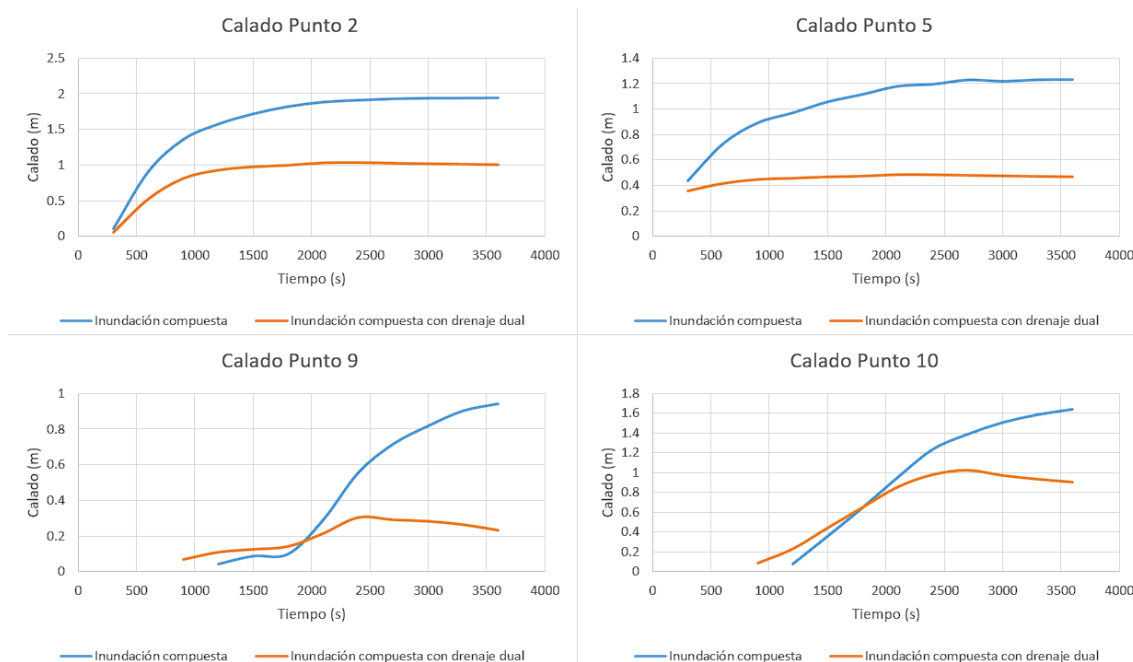 Calado Punto 2
2.5
2
1.5
1
0.5
0
Calado (m)
0 500 1000 1500 2000 2500 3000 3500 4000
Tiempo (s)
Inundación compuesta Inundación compuesta con drenaje dual
Calado Punto 5
1.4
1.2
1
0.8
0.6
0.4
0.2
0
Calado (m)
0 500 1000 1500 2000 2500 3000 3500 4000
Tiempo (s)
Inundación compuesta Inundación compuesta con drenaje dual
Calado Punto 9
1
0.8
0.6
0.4
0.2
0
Calado (m)
0 500 1000 1500 2000 2500 3000 3500 4000
Tiempo (s)
Inundación compuesta Inundación compuesta con drenaje dual
Calado Punto 10
1.8
1.6
1.4
1.2
1
0.8
0.6
0.4
0.2
0
Calado (m)
0 500 1000 1500 2000 2500 3000 3500 4000
Tiempo (s)
Inundación compuesta Inundación compuesta con drenaje dual